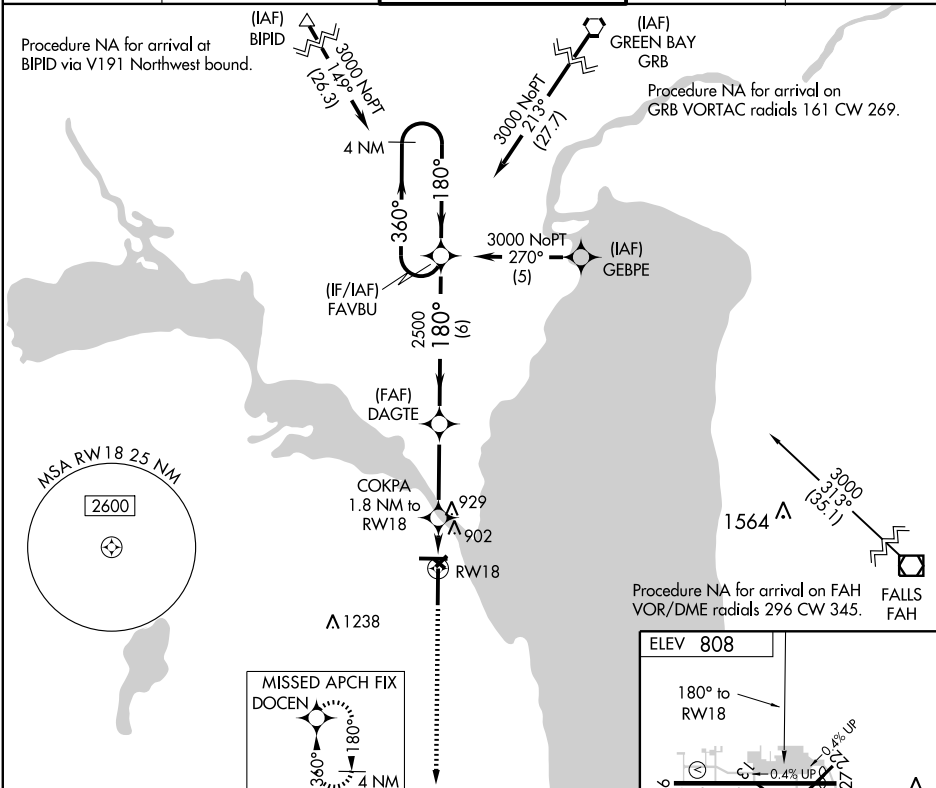 (IAF)
BIPID
Procedure NA for arrival at
BIPID via V191 Northwest bound.
3000 NoPT
149°
(26.3)
(IAF)
GREEN BAY
GRB
Procedure NA for arrival on
GRB VORTAC radials 161 CW 269.
3000 NoPT
213°
(27.7)
4 NM
360°
180°
3000 NoPT
270°
(5)
(IAF)
GEBPE
(IF/IAF)
FAVBU
2500
180°
(6)
(FAF)
DAGTE
MSA RW18 25 NM
2600
COKPA
1.8 NM to
RW18
929
902
RW18
1238
3000
313°
(35.1)
1564
FALLS
FAH
Procedure NA for arrival on FAH
VOR/DME radials 296 CW 345.
MISSED APCH FIX
DOCEN
360°
180°
4 NM
ELEV 808
180° to
RW18
0.4% UP
0.4% UP
V
9
13
22
27